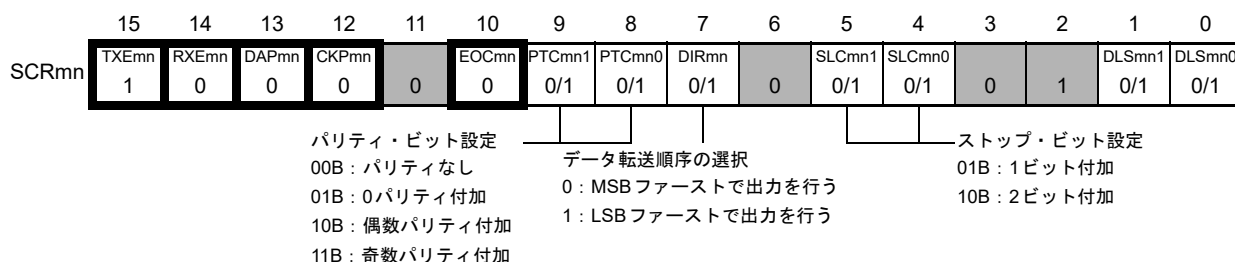 15 14 13 12 11 10 9 8 7 6 5 4 3 2 1 0
SCRmn
TXEmn RXEmn DAPmn CKPmn EOCmn PTCmn1 PTCmn0 DIRmn SLCmn1 SLCmn0 DLSmn1 DLSmn0
1 0 0 0 0 0 0/1 0/1 0/1 0 0/1 0/1 0 1 0/1 0/1
パリティ・ビット設定
00B：パリティなし
01B：0パリティ付加
10B：偶数パリティ付加
11B：奇数パリティ付加
データ転送順序の選択
0：MSBファーストで出力を行う
1：LSBファーストで出力を行う
ストップ・ビット設定
01B：1ビット付加
10B：2ビット付加